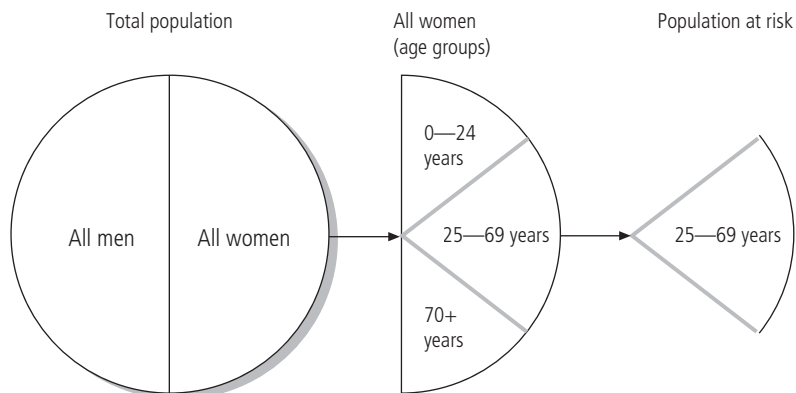 Total population
All women
(age groups)
Population at risk
0—24
years
All men
All women
25—69 years
25—69 years
70+
years